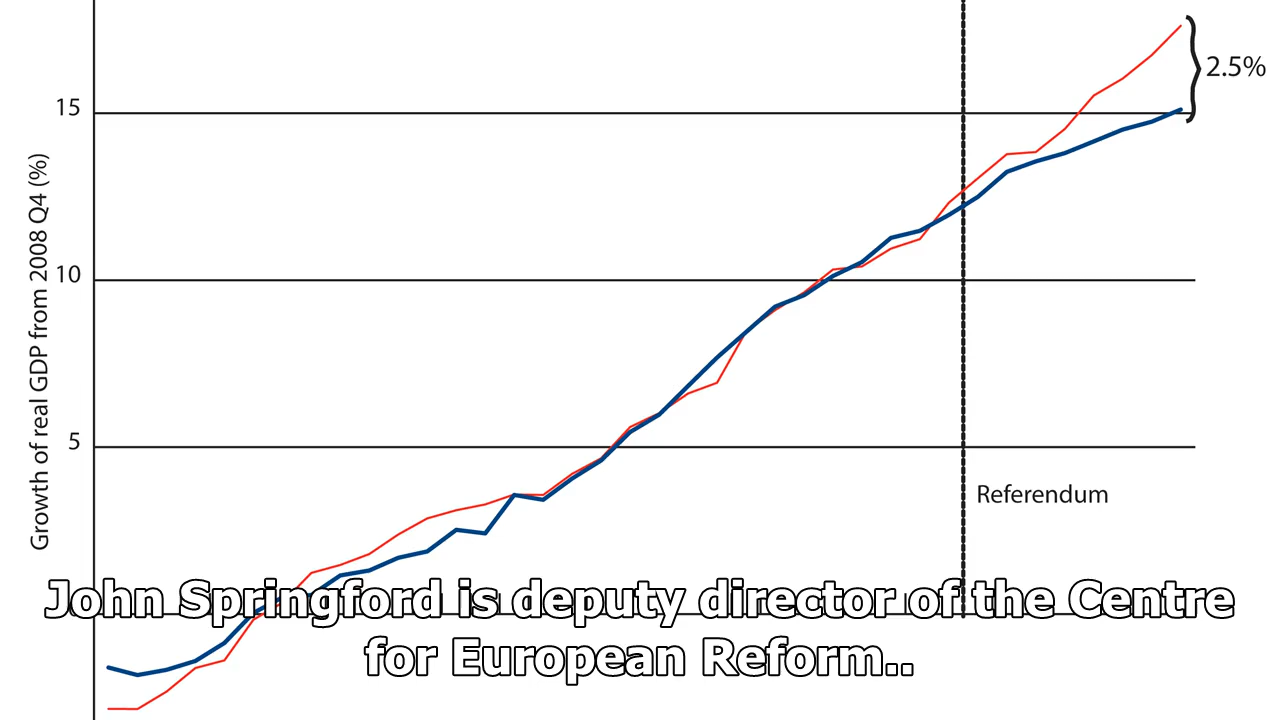 2.5%
15
Growth of real GDP from 2008 Q4 (%)
10
5
Referendum
John Springford is deputy director of the Centre
for European Reform..